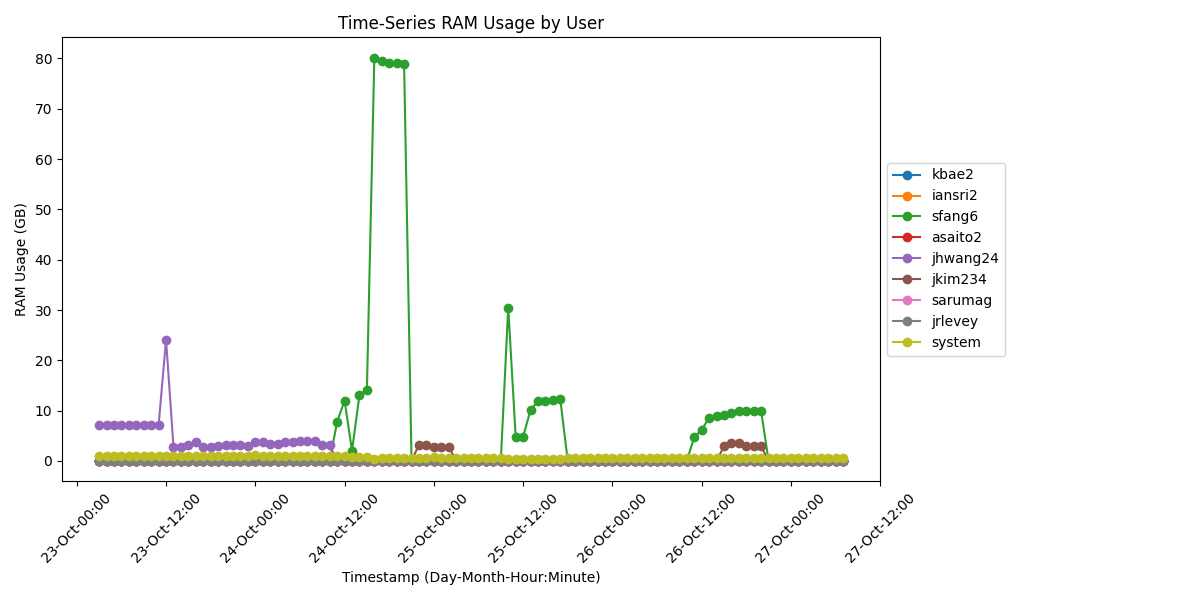 Time-Series RAM Usage by User
RAM Usage (GB)
80
70
60
50
40
30
20
10
0
23-Oct-00:00
23-Oct-12:00
24-Oct-00:00
24-Oct-12:00
25-Oct-00:00
25-Oct-12:00
26-Oct-00:00
26-Oct-12:00
27-Oct-00:00
27-Oct-12:00
Timestamp (Day-Month-Hour:Minute)
kbae2
iansri2
sfang6
asaito2
jhwang24
jkim234
sarumag
jrlevey
system